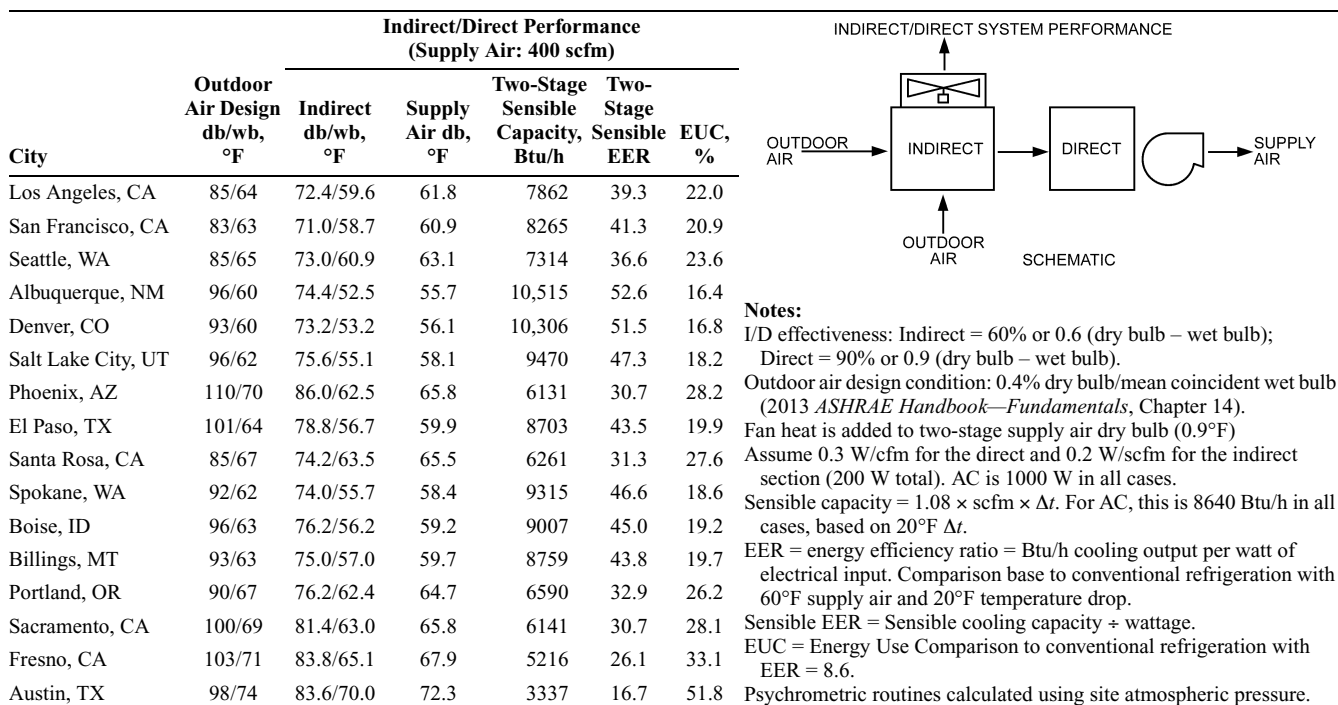 Indirect/Direct Performance
(Supply Air: 400 scfm)
City
Outdoor Air Design db/wb, °F
Indirect db/wb, °F
Supply Air db, °F
Two-Stage Sensible Capacity, Btu/h
Two-Stage Sensible EER
EUC, %
Los Angeles, CA 85/64 72.4/59.6 61.8 7862 39.3 22.0
San Francisco, CA 83/63 71.0/58.7 60.9 8265 41.3 20.9
Seattle, WA 85/65 73.0/60.9 63.1 7314 36.6 23.6
Albuquerque, NM 96/60 74.4/52.5 55.7 10,515 52.6 16.4
Denver, CO 93/60 73.2/53.2 56.1 10,306 51.5 16.8
Salt Lake City, UT 96/62 75.6/55.1 58.1 9470 47.3 18.2
Phoenix, AZ 110/70 86.0/62.5 65.8 6131 30.7 28.2
El Paso, TX 101/64 78.8/56.7 59.9 8703 43.5 19.9
Santa Rosa, CA 85/67 74.2/63.5 65.5 6261 31.3 27.6
Spokane, WA 92/62 74.0/55.7 58.4 9315 46.6 18.6
Boise, ID 96/63 76.2/56.2 59.2 9007 45.0 19.2
Billings, MT 93/63 75.0/57.0 59.7 8759 43.8 19.7
Portland, OR 90/67 76.2/62.4 64.7 6590 32.9 26.2
Sacramento, CA 100/69 81.4/63.0 65.8 6141 30.7 28.1
Fresno, CA 103/71 83.8/65.1 67.9 5216 26.1 33.1
Austin, TX 98/74 83.6/70.0 72.3 3337 16.7 51.8
INDIRECT/DIRECT SYSTEM PERFORMANCE
OUTDOOR
AIR
INDIRECT
DIRECT
SUPPLY
AIR
OUTDOOR
AIR
SCHEMATIC
Notes:
I/D effectiveness: Indirect = 60% or 0.6 (dry bulb – wet bulb);
Direct = 90% or 0.9 (dry bulb – wet bulb).
Outdoor air design condition: 0.4% dry bulb/mean coincident wet bulb
(2013 ASHRAE Handbook—Fundamentals, Chapter 14).
Fan heat is added to two-stage supply air dry bulb (0.9°F)
Assume 0.3 W/cfm for the direct and 0.2 W/scfm for the indirect
section (200 W total). AC is 1000 W in all cases.
Sensible capacity = 1.08 × scfm × Δt. For AC, this is 8640 Btu/h in all
cases, based on 20°F Δt.
EER = energy efficiency ratio = Btu/h cooling output per watt of
electrical input. Comparison base to conventional refrigeration with
60°F supply air and 20°F temperature drop.
Sensible EER = Sensible cooling capacity ÷ wattage.
EUC = Energy Use Comparison to conventional refrigeration with
EER = 8.6.
Psychrometric routines calculated using site atmospheric pressure.